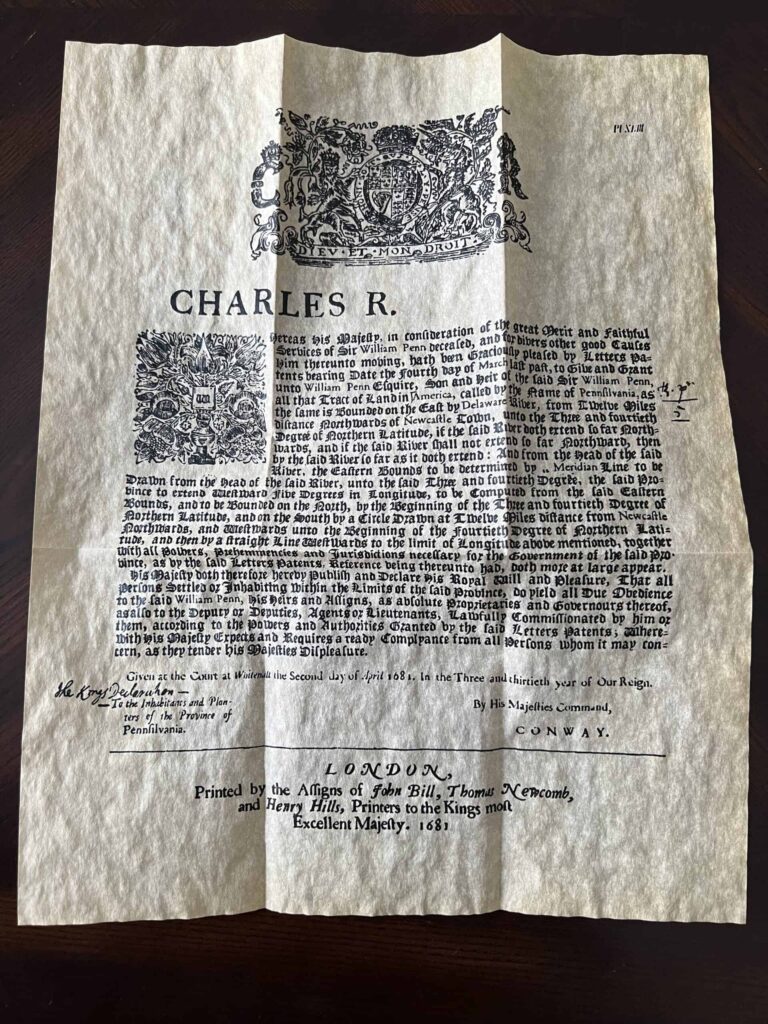 C R
DIEV·ET·MON·DROIT·
CHARLES R.
Whereas His Majesty, in consideration of the great Merit and Faithful
Services of Sir William Penn deceased, and for divers other good Causes
Him thereunto moving, hath been Graciously pleased by Letters Pa-
tents bearing Date the Fourth day of March last past, to Give and Grant
unto William Penn Esquire, Son and Heir of the said Sir William Penn,
all that Tract of Land in America, called by the Name of Pennsilvania, as
the same is Bounded on the East by Delaware River, from Twelve Miles
distance Northwards of Newcastle Town, unto the Three and fourtieth
Degree of Northern Latitude, if the said River doth extend so far North-
wards, and if the said River shall not extend so far Northward, then
by the said River so far as it doth extend: And from the Head of the said
River, the Eastern Bounds to be determined by Meridian Line to be
Drawn from the Head of the said River, unto the said Three and fourtieth Degree, the said Pro-
vince to extend Westward Five Degrees in Longitude, to be Computed from the said Eastern
Bounds, and to be Bounded on the North, by the Beginning of the Three and fourtieth Degree of
Northern Latitude, and on the South by a Circle Drawn at Twelve Miles distance from Newcastle
Northwards, and Westwards unto the Beginning of the Fourtieth Degree of Northern Lati-
tude, and then by a straight Line Westwards to the limit of Longitude above mentioned, together
with all Powers, Preheminencies and Jurisdictions necessary for the Government of the said Pro-
vince, as by the said Letters Patents, Reference being thereunto had, doth more at large appear.
His Majesty doth therefore hereby Publish and Declare His Royal Will and Pleasure, That all
Persons Settled or Inhabiting within the Limits of the said Province, do yield all Due Obedience
to the said William Penn, His Heirs and Assigns, as absolute Proprietaries and Governours thereof,
as also to the Deputy or Deputies, Agents or Lieutenants, Lawfully Commissionated by him or
them, according to the Powers and Authorities Granted by the said Letters Patents; Where-
with His Majesty Expects and Requires a ready Complyance from all Persons whom it may con-
cern, as they tender His Majesties Displeasure.
Given at the Court at Whitehall the Second day of April 1681. In the Three and thirtieth year of Our Reign.
the Kings Declaration —
— To the Inhabitants and Plan-
ters of the Province of
Pennsilvania.
By His Majesties Command,
CONWAY.
LONDON,
Printed by the Assigns of John Bill, Thomas Newcomb,
and Henry Hills, Printers to the Kings most
Excellent Majesty. 1681